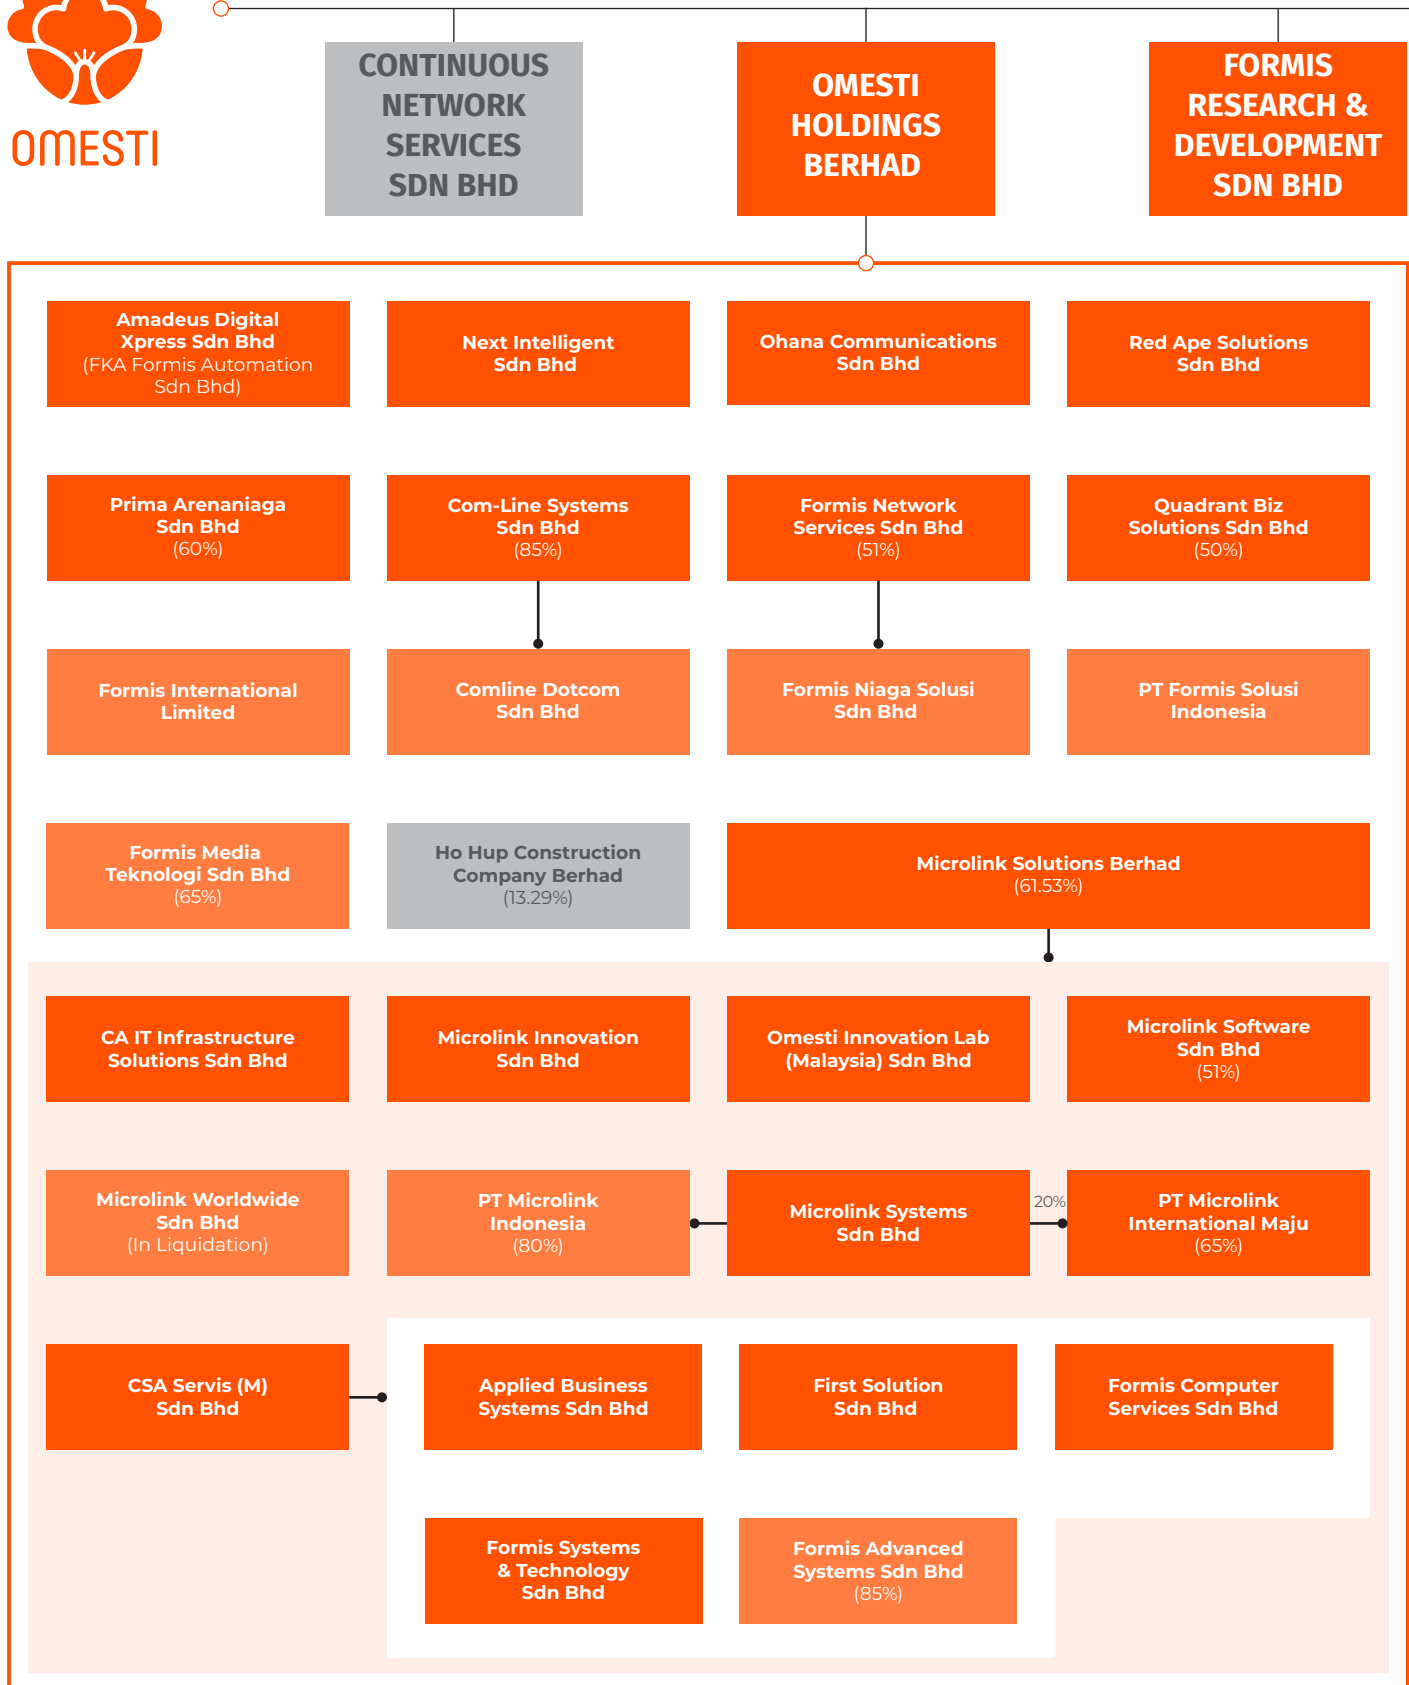 OMESTI
CONTINUOUS
NETWORK
SERVICES
SDN BHD
OMESTI
HOLDINGS
BERHAD
FORMIS
RESEARCH &
DEVELOPMENT
SDN BHD
Amadeus Digital
Xpress Sdn Bhd
(FKA Formis Automation
Sdn Bhd)
Next Intelligent
Sdn Bhd
Ohana Communications
Sdn Bhd
Red Ape Solutions
Sdn Bhd
Prima Arenaniaga
Sdn Bhd
(60%)
Com-Line Systems
Sdn Bhd
(85%)
Formis Network
Services Sdn Bhd
(51%)
Quadrant Biz
Solutions Sdn Bhd
(50%)
Formis International
Limited
Comline Dotcom
Sdn Bhd
Formis Niaga Solusi
Sdn Bhd
PT Formis Solusi
Indonesia
Formis Media
Teknologi Sdn Bhd
(65%)
Ho Hup Construction
Company Berhad
(13.29%)
Microlink Solutions Berhad
(61.53%)
CA IT Infrastructure
Solutions Sdn Bhd
Microlink Innovation
Sdn Bhd
Omesti Innovation Lab
(Malaysia) Sdn Bhd
Microlink Software
Sdn Bhd
(51%)
Microlink Worldwide
Sdn Bhd
(In Liquidation)
PT Microlink
Indonesia
(80%)
Microlink Systems
Sdn Bhd
20%
PT Microlink
International Maju
(65%)
CSA Servis (M)
Sdn Bhd
Applied Business
Systems Sdn Bhd
First Solution
Sdn Bhd
Formis Computer
Services Sdn Bhd
Formis Systems
& Technology
Sdn Bhd
Formis Advanced
Systems Sdn Bhd
(85%)